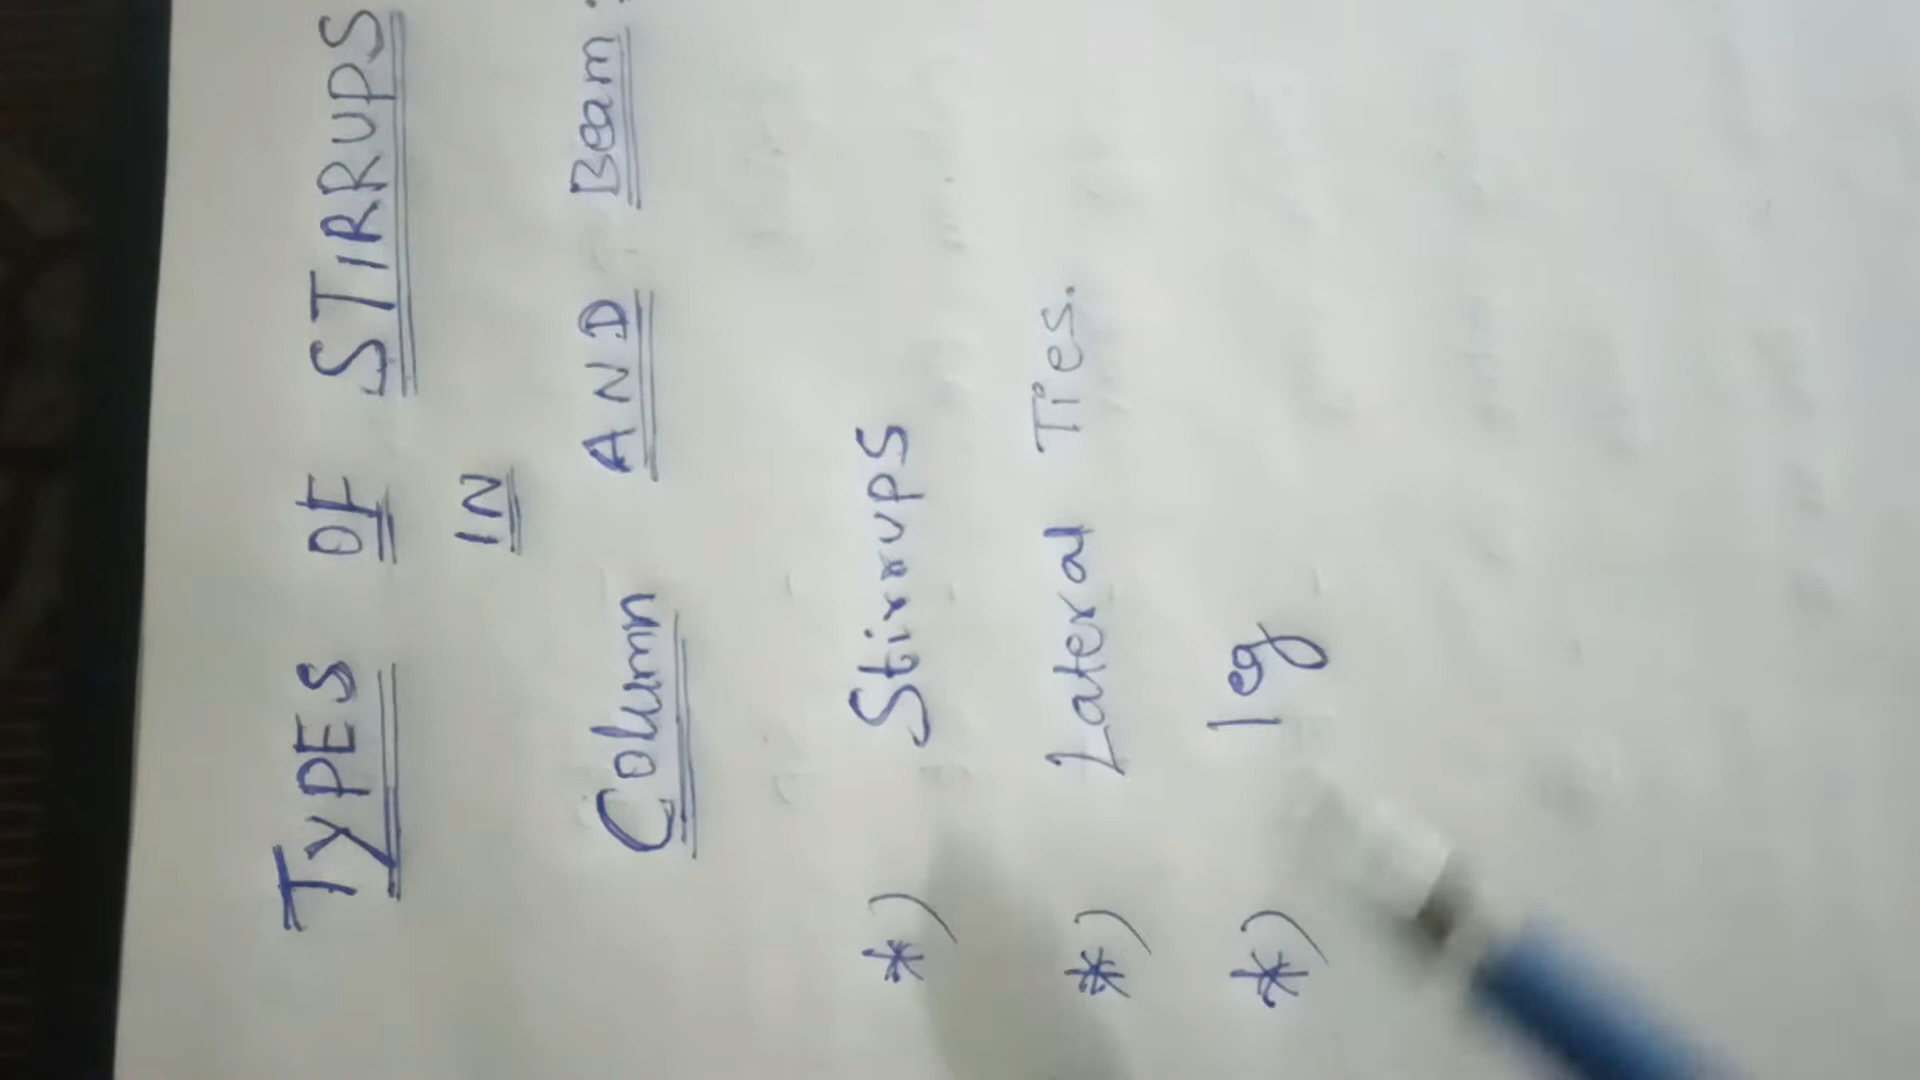 TYPES OF STIRRUPS
IN
Column AND Beam:
*) Stirrups
*) Lateral Ties.
*) leg